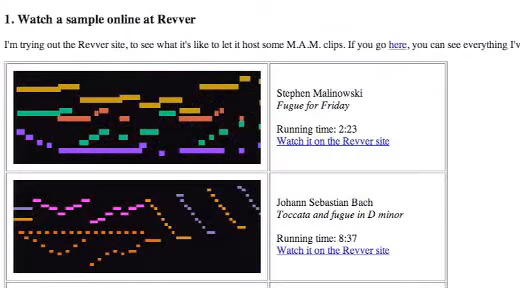 1. Watch a sample online at Revver
I'm trying out the Revver site, to see what it's like to let it host some M.A.M. clips. If you go here, you can see everything I'v
Stephen Malinowski
Fugue for Friday
Running time: 2:23
Watch it on the Revver site
Johann Sebastian Bach
Toccata and fugue in D minor
Running time: 8:37
Watch it on the Revver site